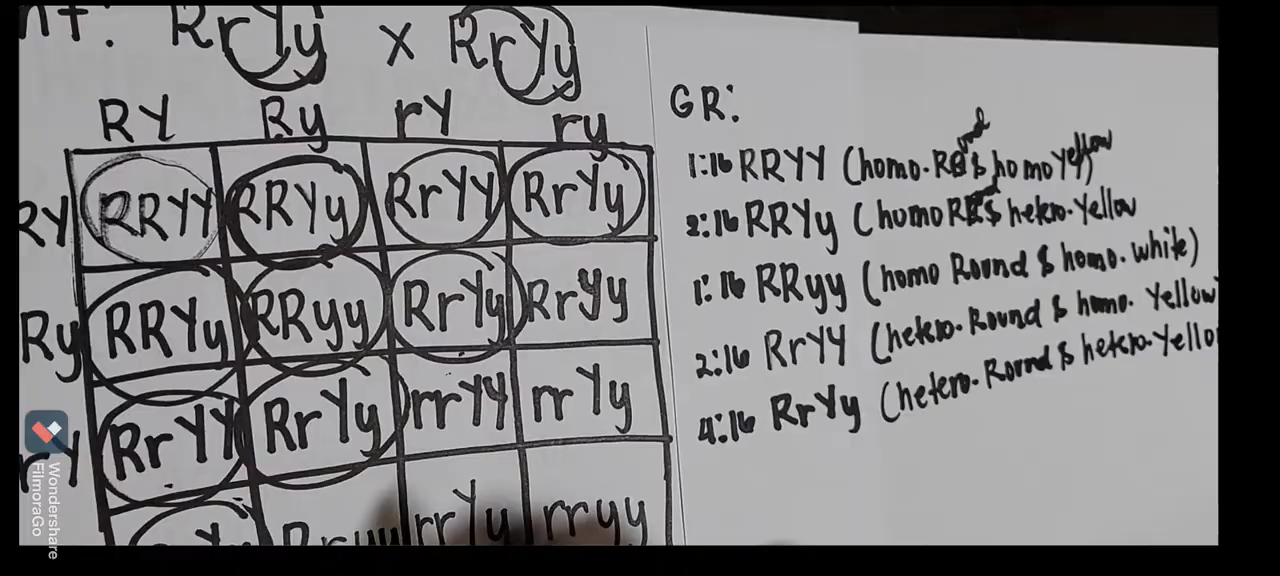 nt: RrYy x RrYy
RY Ry rY ry
RY RRYY RRYy RrYY RrYy
Ry RRYy RRyy RrYy Rryy
rY RrYY RrYy rrYY rrYy
Rryy rrYy rryy
GR:
1:16 RRYY (homo. Round & homo Yellow)
2:16 RRYy (homo Round & hetero. Yellow
1:16 RRyy (homo Round & homo. white)
2:16 RrYY (hetero. Round & homo. Yellow
4:16 RrYy (hetero. Round & hetero. Yello
Wondershare
FilmoraGo